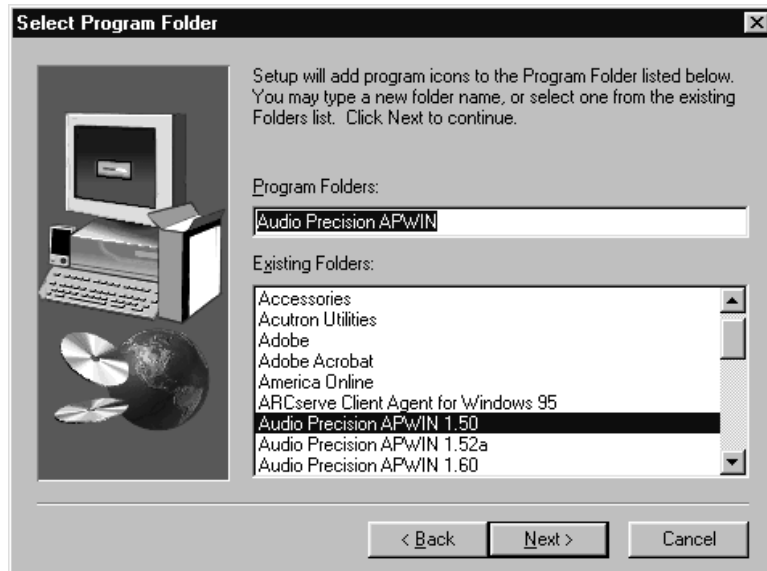 Select Program Folder
Setup will add program icons to the Program Folder listed below.
You may type a new folder name, or select one from the existing
Folders list. Click Next to continue.
Program Folders:
Audio Precision APWIN
Existing Folders:
Accessories
Acutron Utilities
Adobe
Adobe Acrobat
America Online
ARCserve Client Agent for Windows 95
Audio Precision APWIN 1.50
Audio Precision APWIN 1.52a
Audio Precision APWIN 1.60
< Back
Next >
Cancel